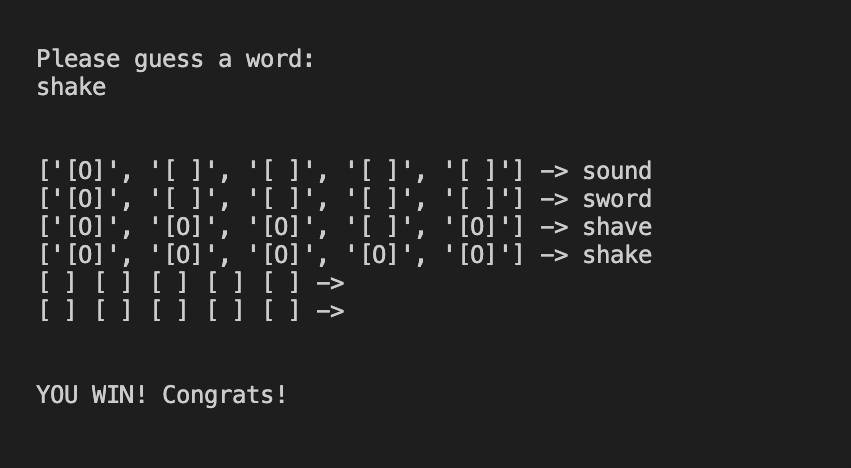 Please guess a word:
shake
['[O]', '[ ]', '[ ]', '[ ]', '[ ]'] -> sound
['[O]', '[ ]', '[ ]', '[ ]', '[ ]'] -> sword
['[O]', '[O]', '[O]', '[ ]', '[O]'] -> shave
['[O]', '[O]', '[O]', '[O]', '[O]'] -> shake
[ ] [ ] [ ] [ ] [ ] ->
[ ] [ ] [ ] [ ] [ ] ->
YOU WIN! Congrats!